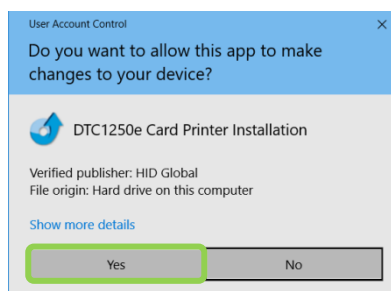 User Account Control
Do you want to allow this app to make
changes to your device?
DTC1250e Card Printer Installation
Verified publisher: HID Global
File origin: Hard drive on this computer
Show more details
Yes
No